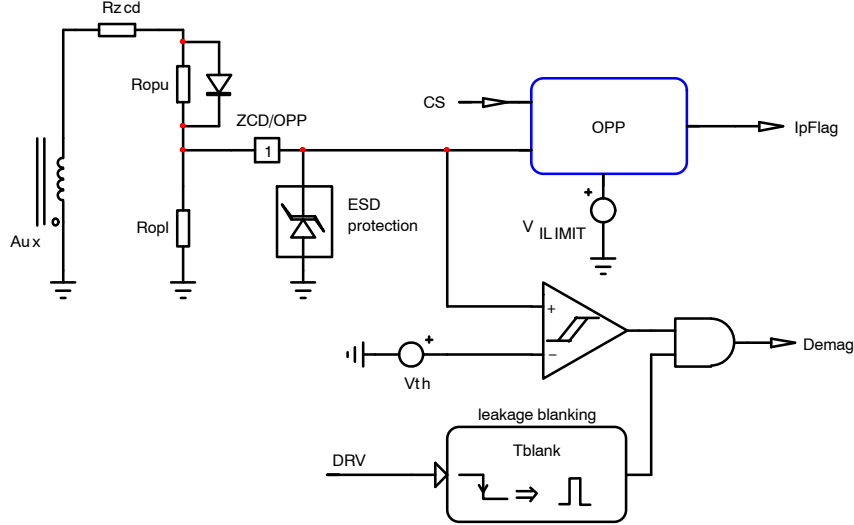 Rzcd
Ropu
ZCD/OPP
1
CS
OPP
IpFlag
ESD
protection
Ropl
Aux
+
V ILIMIT
+
+
−
Vth
Demag
leakage blanking
Tblank
DRV